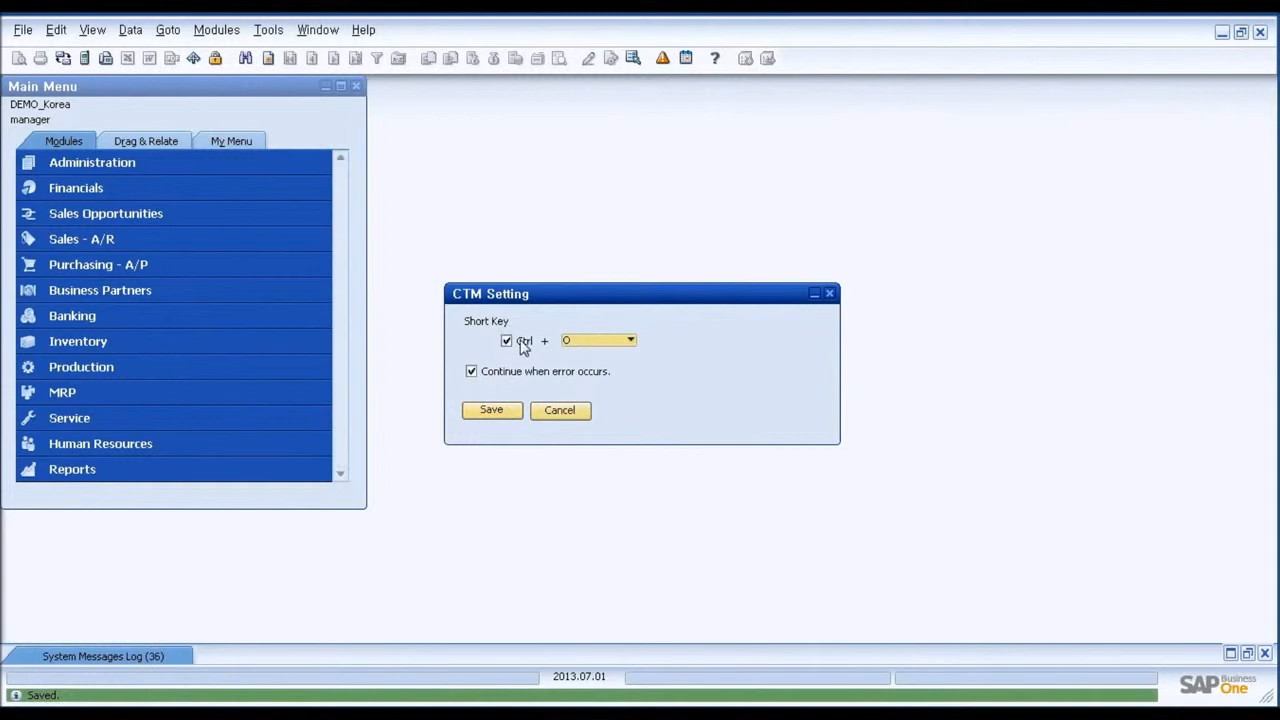 File Edit View Data Goto Modules Tools Window Help
Main Menu
DEMO_Korea
manager
Modules Drag & Relate My Menu
Administration
Financials
Sales Opportunities
Sales - A/R
Purchasing - A/P
Business Partners
Banking
Inventory
Production
MRP
Service
Human Resources
Reports
CTM Setting
Short Key
Ctrl + O
Continue when error occurs.
Save Cancel
System Messages Log (36)
2013.07.01
Saved.
SAP Business One